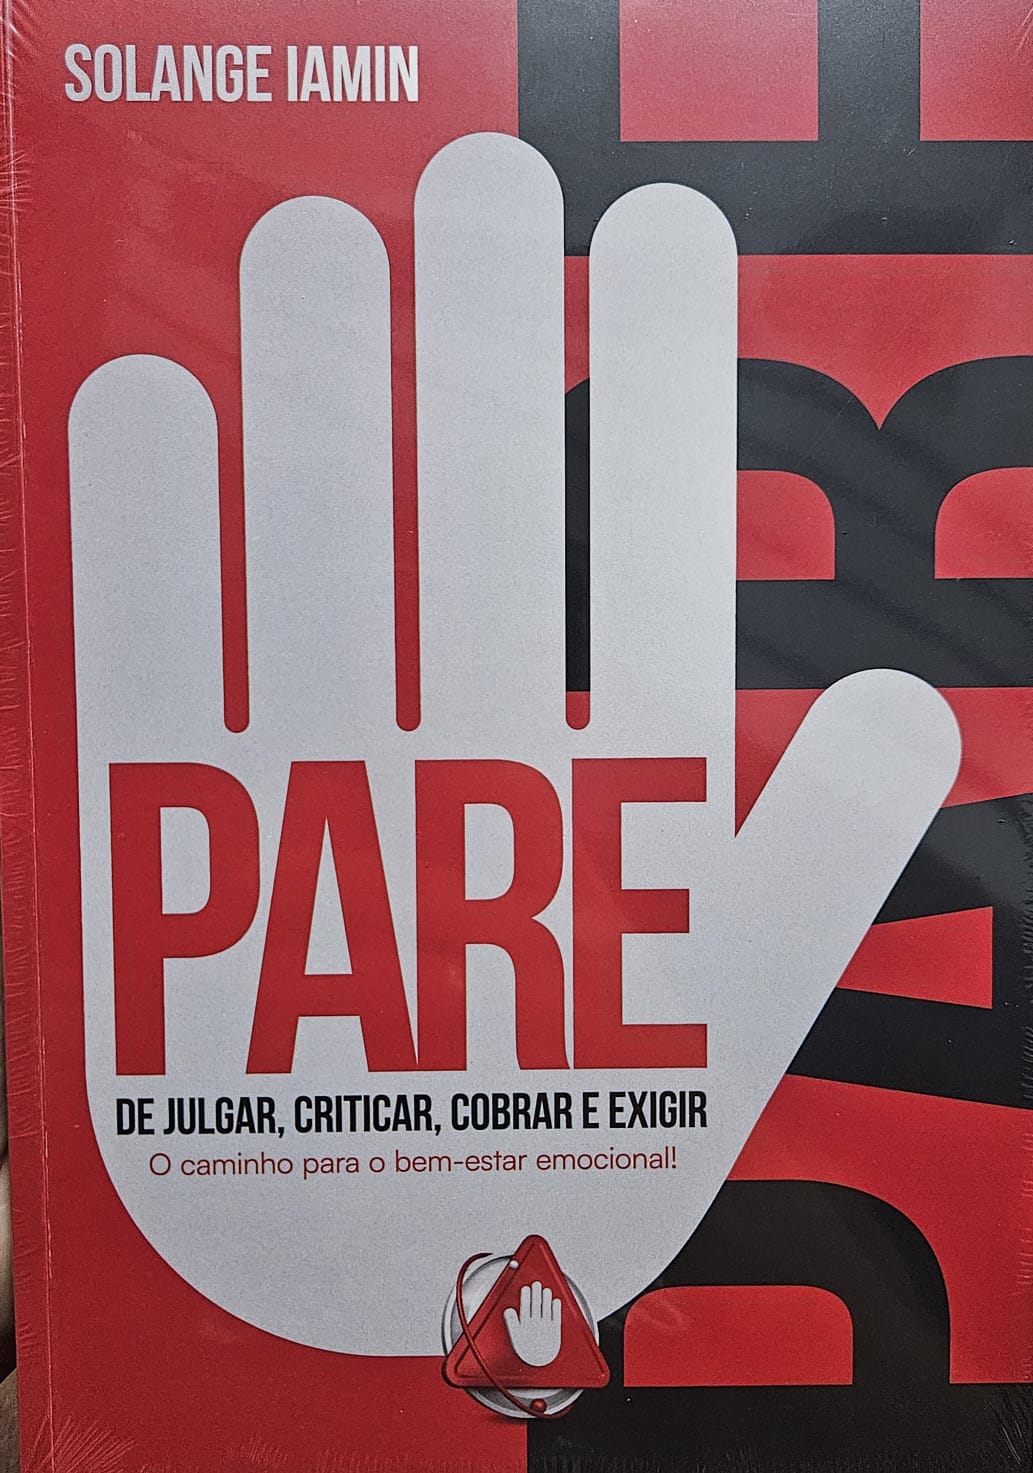 SOLANGE IAMIN
PARE
DE JULGAR, CRITICAR, COBRAR E EXIGIR
O caminho para o bem-estar emocional!
PARE